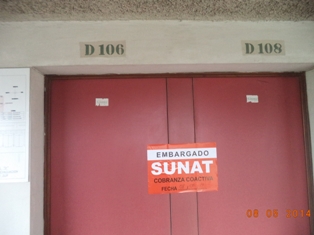 D 106
D 108
EMBARGADO
SUNAT
COBRANZA COACTIVA
FECHA
08 08 2014